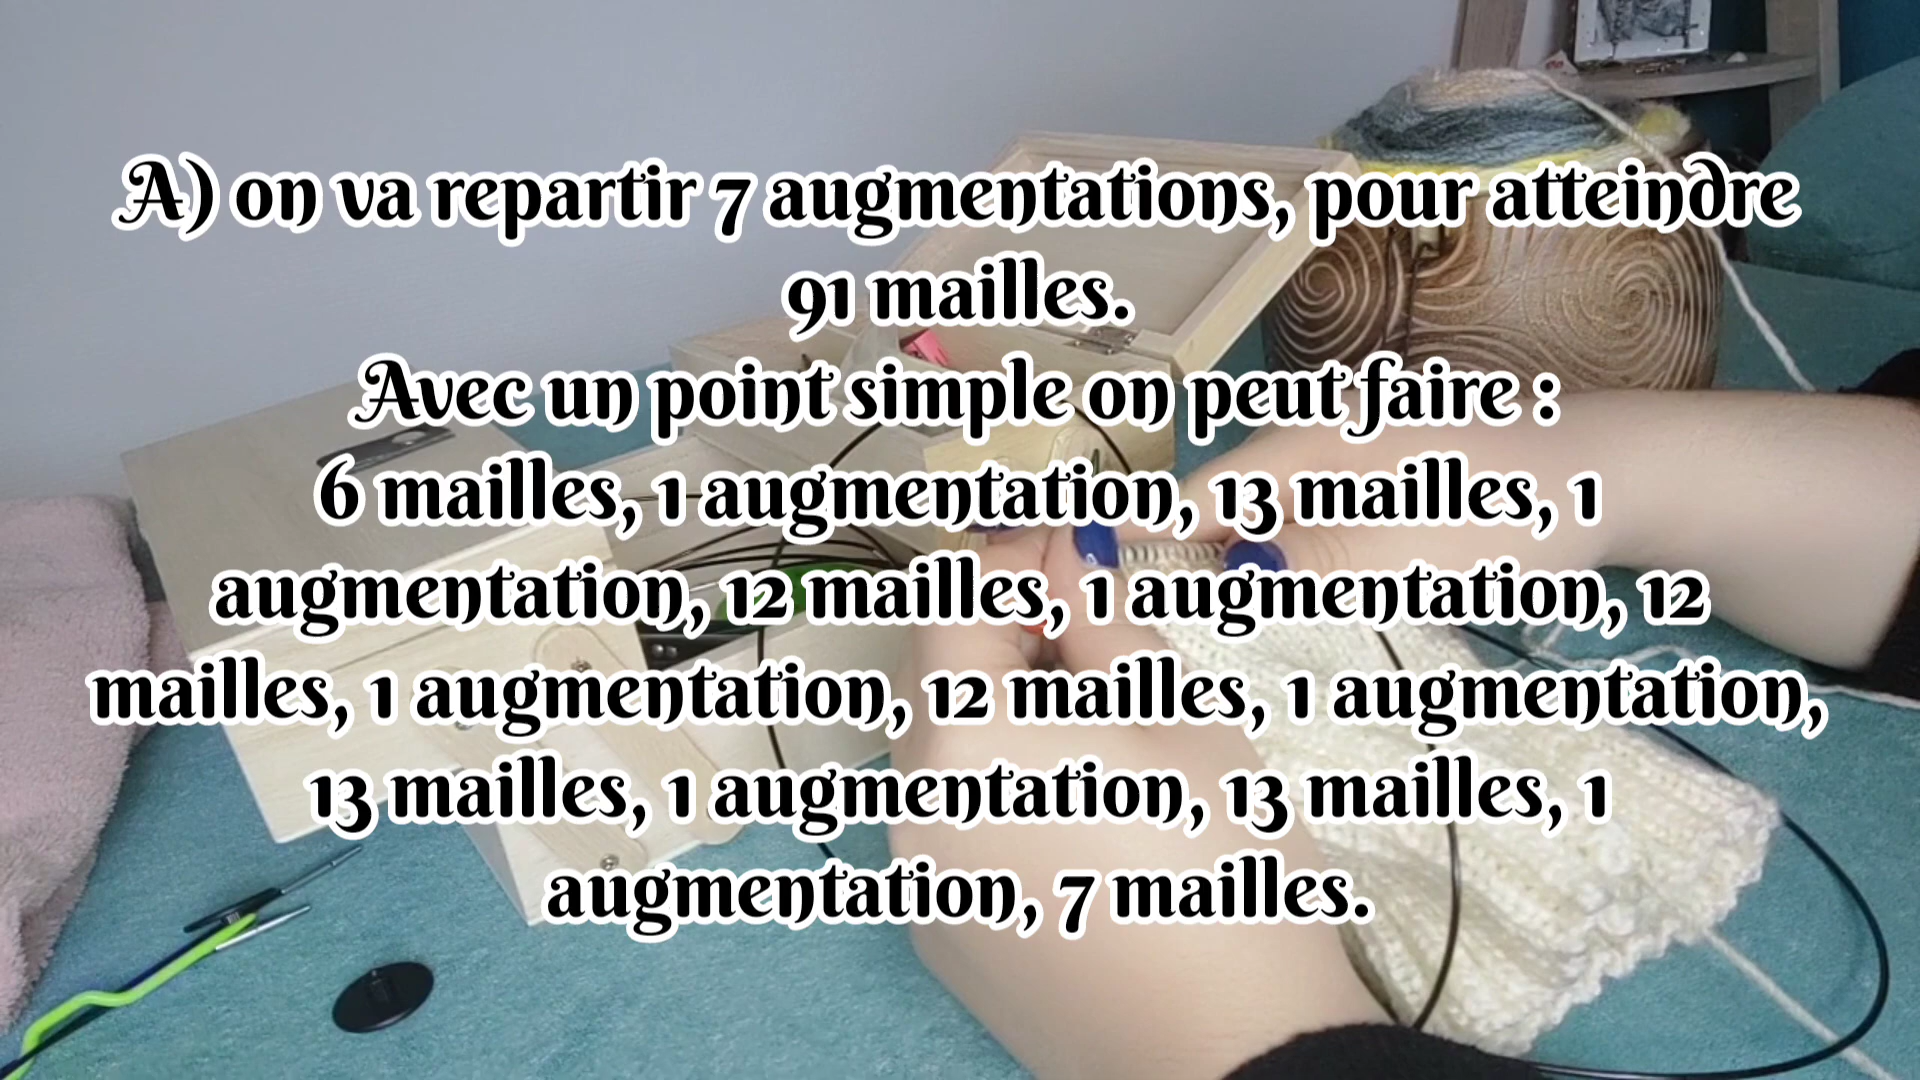 A) on va repartir 7 augmentations, pour atteindre
91 mailles.
Avec un point simple on peut faire :
6 mailles, 1 augmentation, 13 mailles, 1
augmentation, 12 mailles, 1 augmentation, 12
mailles, 1 augmentation, 12 mailles, 1 augmentation,
13 mailles, 1 augmentation, 13 mailles, 1
augmentation, 7 mailles.